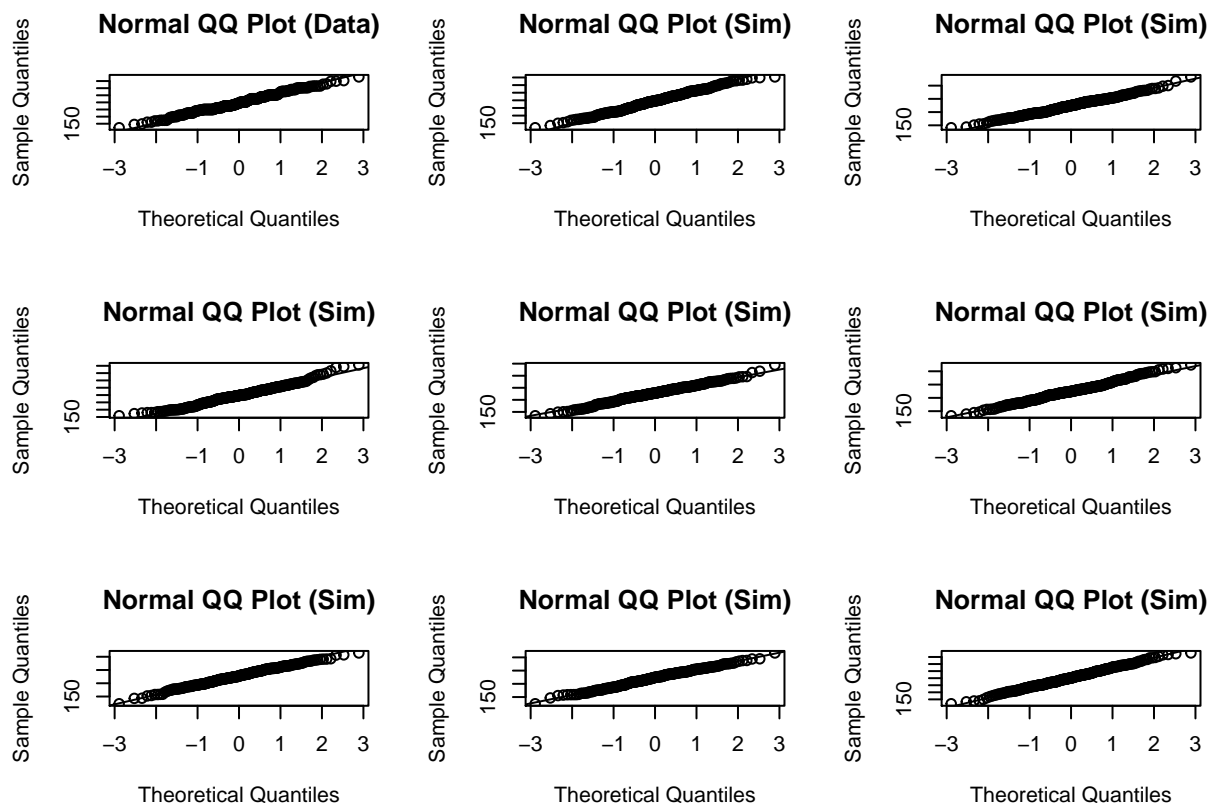 Normal QQ Plot (Data)
Sample Quantiles
150
−3 −1 0 1 2 3
Theoretical Quantiles
Normal QQ Plot (Sim)
Sample Quantiles
150
−3 −1 0 1 2 3
Theoretical Quantiles
Normal QQ Plot (Sim)
Sample Quantiles
150
−3 −1 0 1 2 3
Theoretical Quantiles
Normal QQ Plot (Sim)
Sample Quantiles
150
−3 −1 0 1 2 3
Theoretical Quantiles
Normal QQ Plot (Sim)
Sample Quantiles
150
−3 −1 0 1 2 3
Theoretical Quantiles
Normal QQ Plot (Sim)
Sample Quantiles
150
−3 −1 0 1 2 3
Theoretical Quantiles
Normal QQ Plot (Sim)
Sample Quantiles
150
−3 −1 0 1 2 3
Theoretical Quantiles
Normal QQ Plot (Sim)
Sample Quantiles
150
−3 −1 0 1 2 3
Theoretical Quantiles
Normal QQ Plot (Sim)
Sample Quantiles
150
−3 −1 0 1 2 3
Theoretical Quantiles